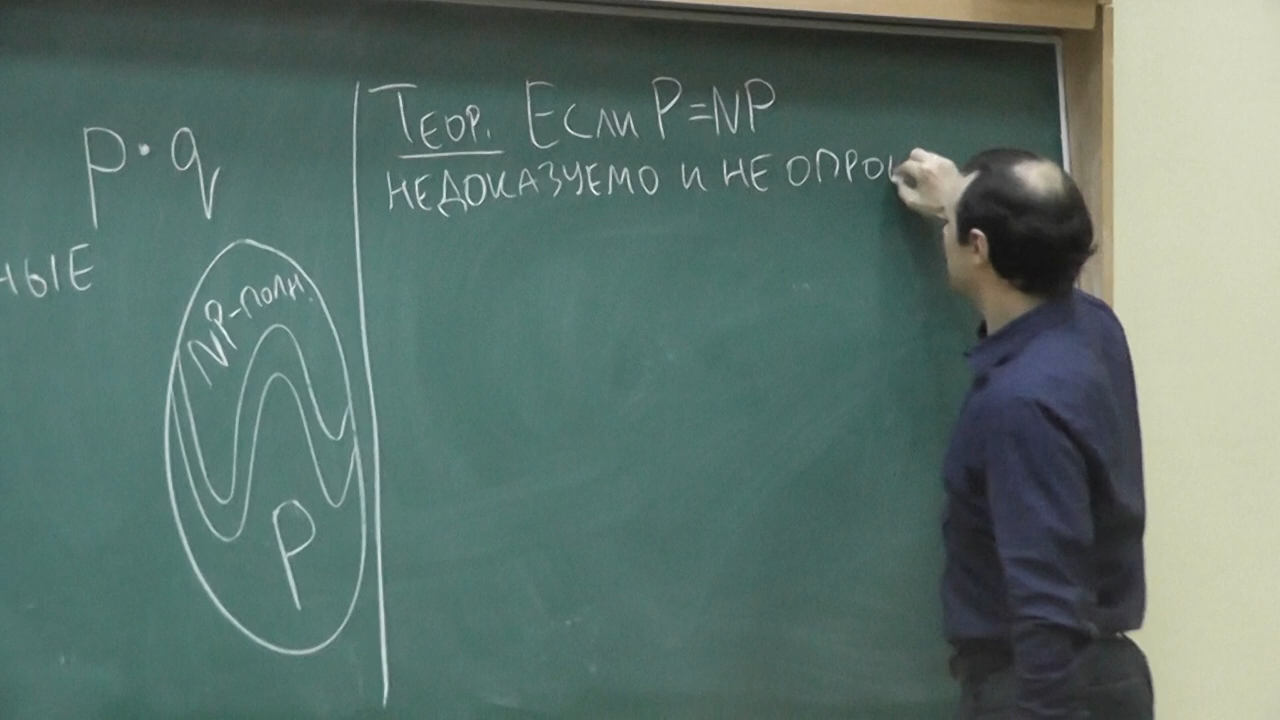 p·q
НЫЕ
NP-полн.
P
Теор. Если P=NP
НЕДОКАЗУЕМО И НЕ ОПРО